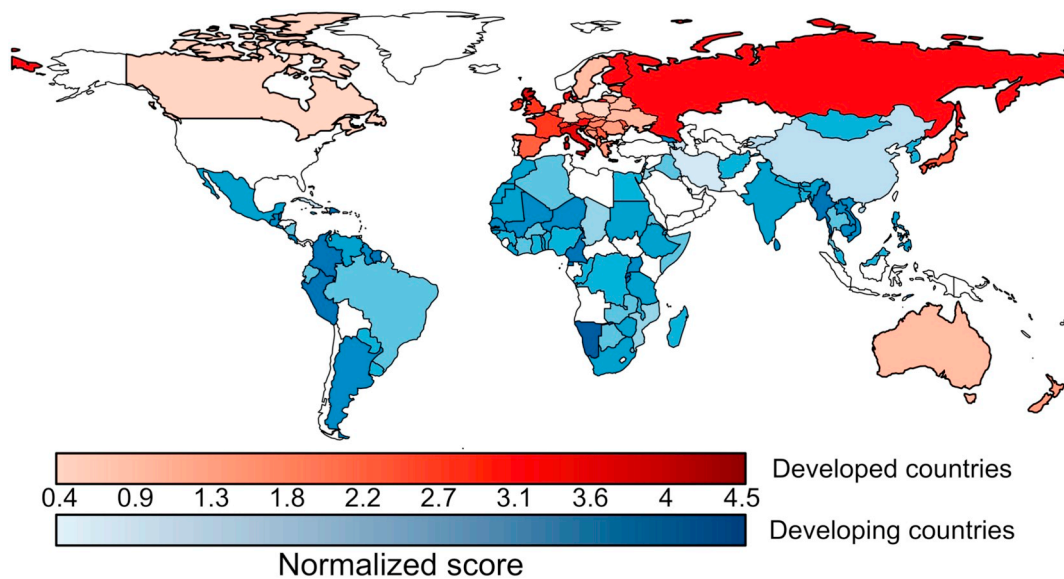 Developed countries
0.4 0.9 1.3 1.8 2.2 2.7 3.1 3.6 4 4.5
Developing countries
Normalized score